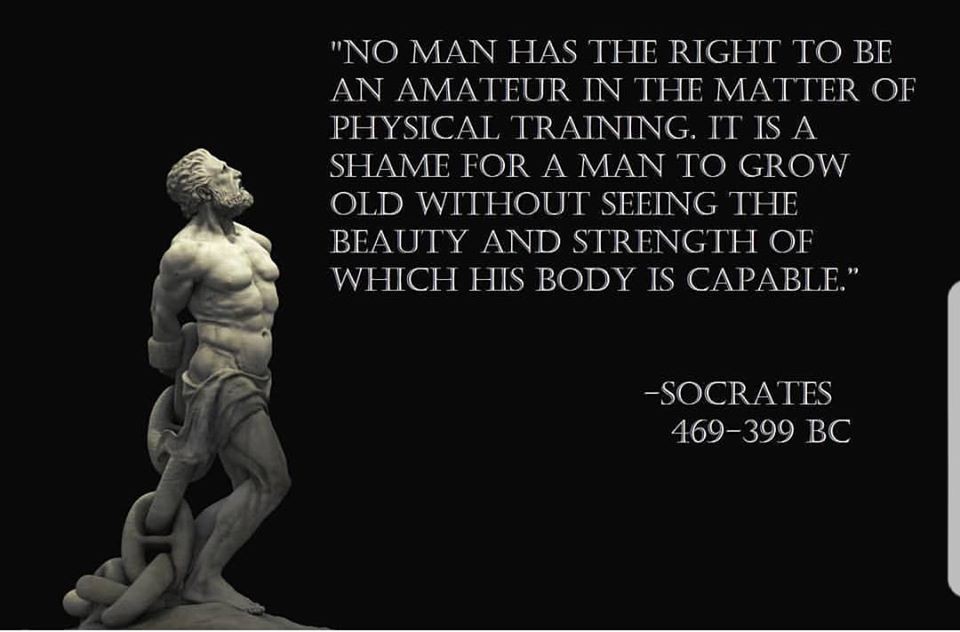 "NO MAN HAS THE RIGHT TO BE
AN AMATEUR IN THE MATTER OF
PHYSICAL TRAINING. IT IS A
SHAME FOR A MAN TO GROW
OLD WITHOUT SEEING THE
BEAUTY AND STRENGTH OF
WHICH HIS BODY IS CAPABLE."
-SOCRATES
469-399 BC